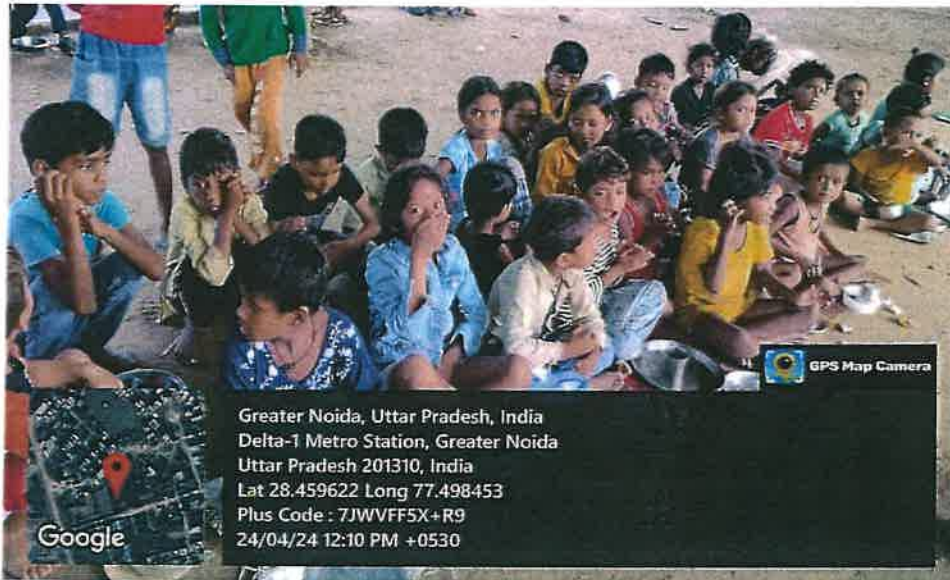 GPS Map Camera
Greater Noida, Uttar Pradesh, India
Delta-1 Metro Station, Greater Noida
Uttar Pradesh 201310, India
Lat 28.459622 Long 77.498453
Plus Code : 7JWVFF5X+R9
24/04/24 12:10 PM +0530
Google